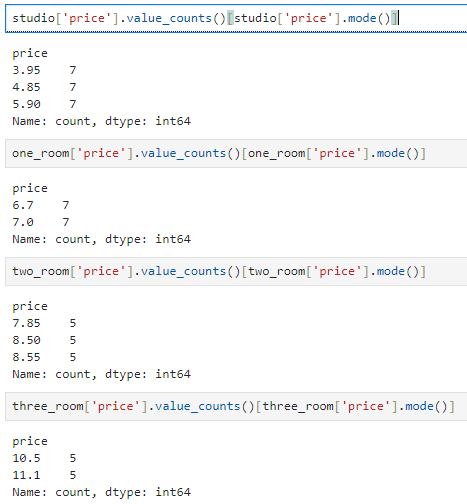 studio['price'].value_counts()[studio['price'].mode()]
price
3.95    7
4.85    7
5.90    7
Name: count, dtype: int64
one_room['price'].value_counts()[one_room['price'].mode()]
price
6.7    7
7.0    7
Name: count, dtype: int64
two_room['price'].value_counts()[two_room['price'].mode()]
price
7.85    5
8.50    5
8.55    5
Name: count, dtype: int64
three_room['price'].value_counts()[three_room['price'].mode()]
price
10.5    5
11.1    5
Name: count, dtype: int64